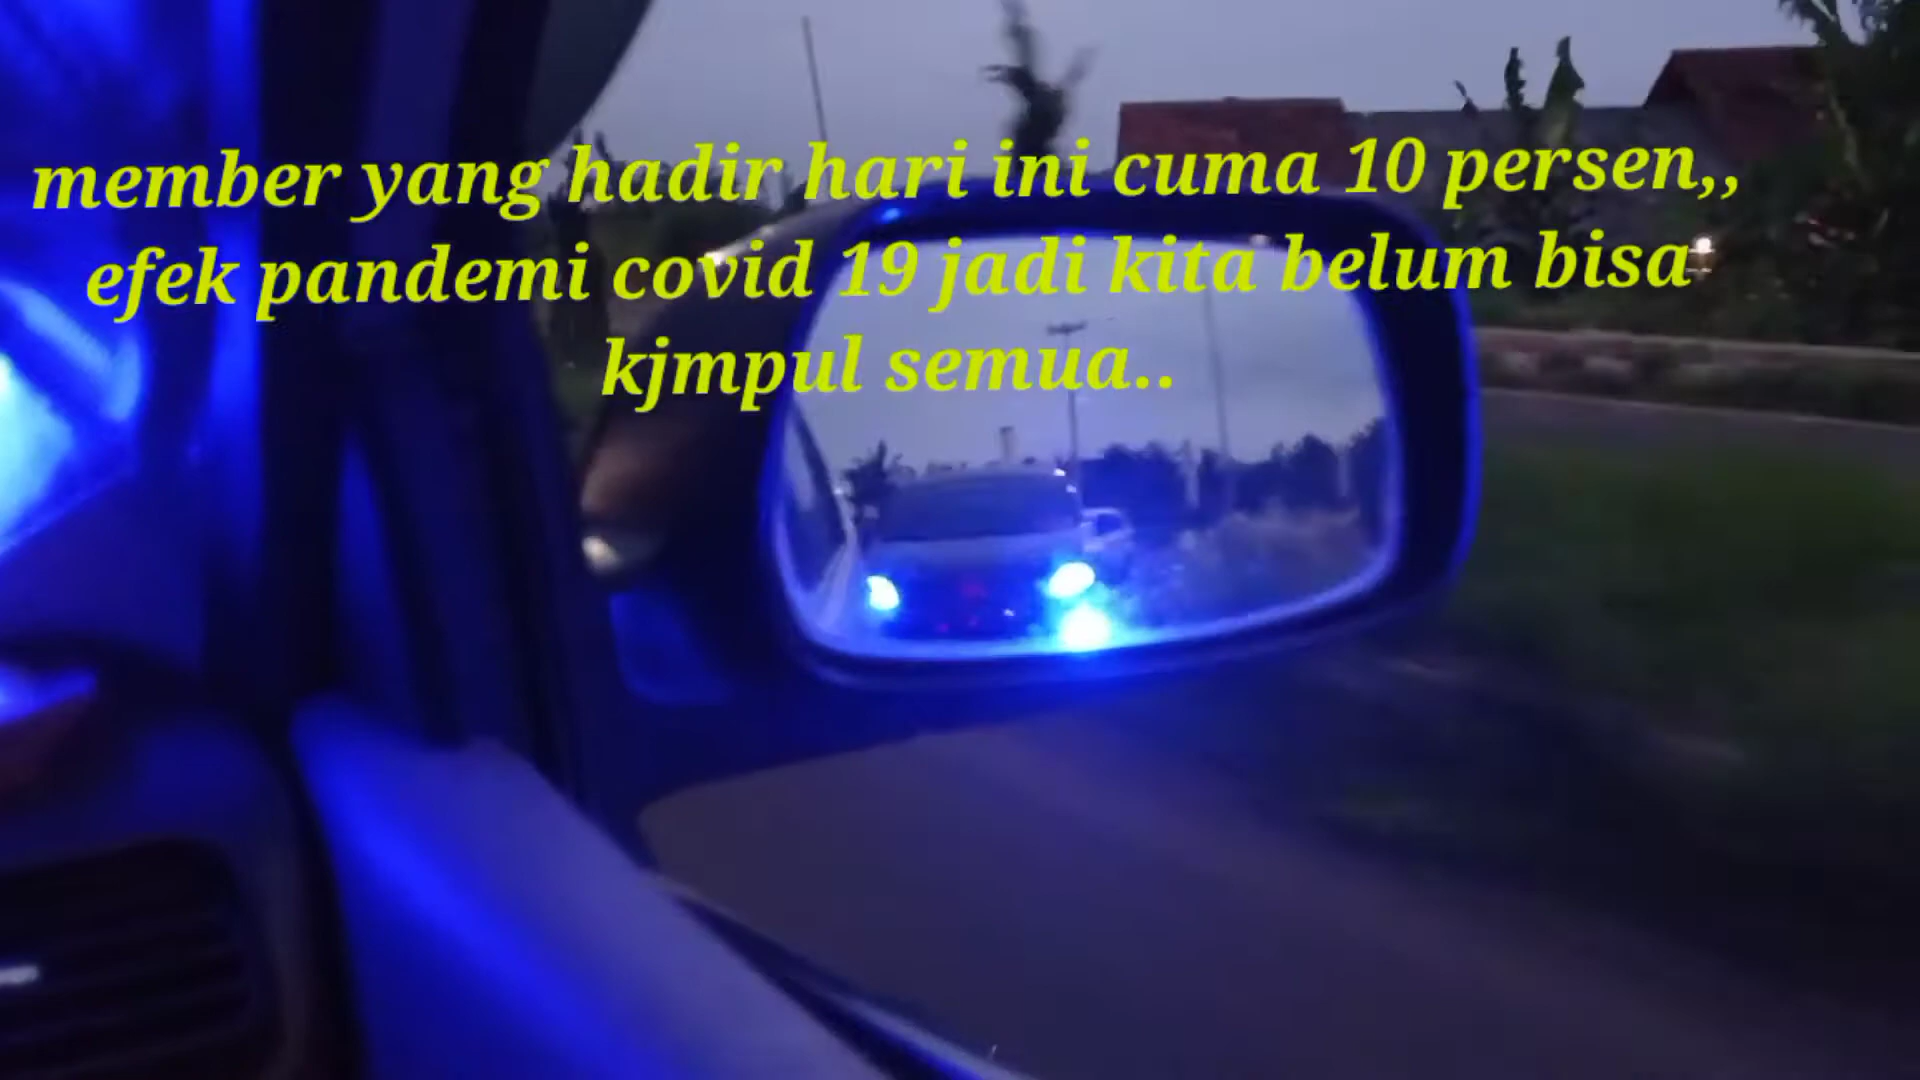 member yang hadir hari ini cuma 10 persen,,
efek pandemi covid 19 jadi kita belum bisa
kjmpul semua..